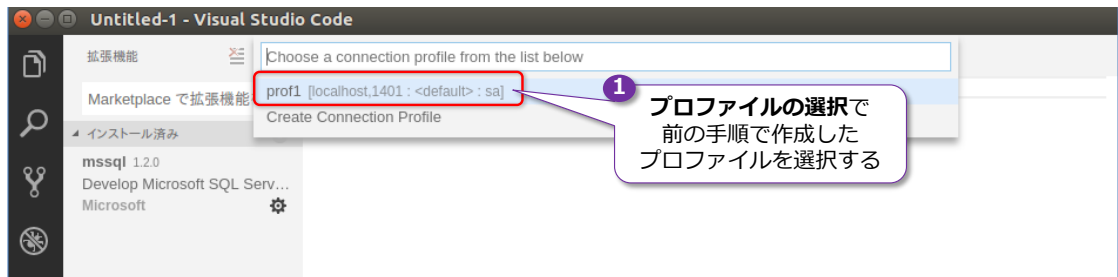 Untitled-1 - Visual Studio Code
拡張機能
Choose a connection profile from the list below
Marketplace で拡張機能
prof1 [localhost,1401 : <default> : sa]
Create Connection Profile
1
プロファイルの選択で
前の手順で作成した
プロファイルを選択する
インストール済み
mssql 1.2.0
Develop Microsoft SQL Serv...
Microsoft